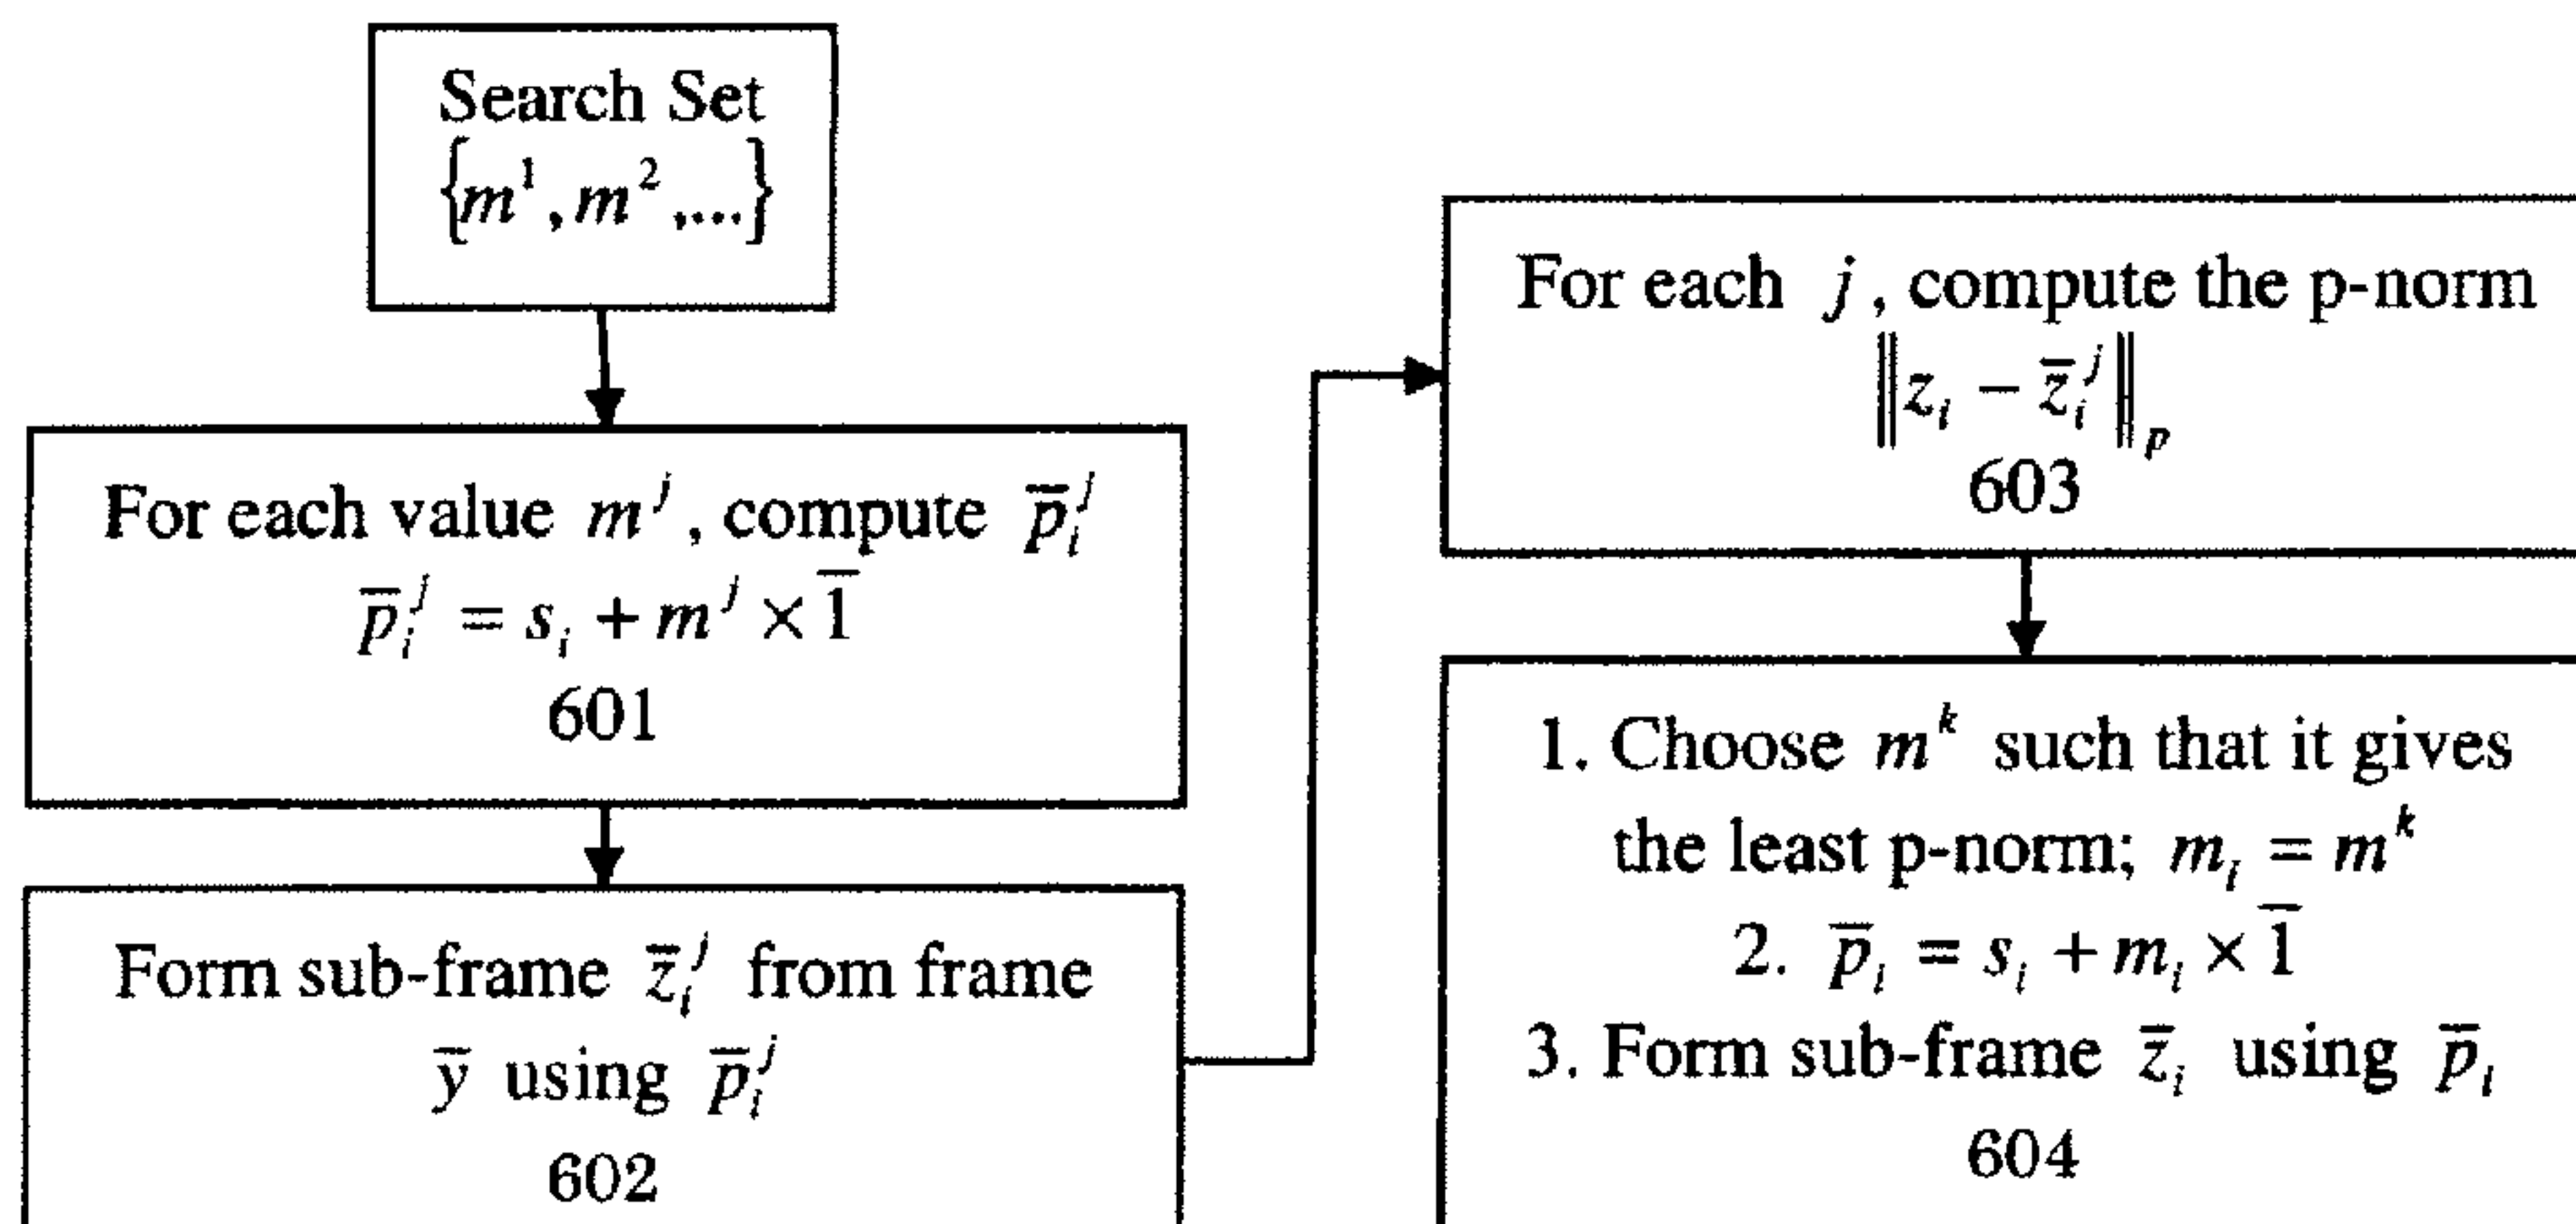 Search Set
{m¹, m², ....}
For each value mʲ, compute p̄ᵢʲ
p̄ᵢʲ = sᵢ + mʲ × 1̄
601
Form sub-frame z̄ᵢʲ from frame
ȳ using p̄ᵢʲ
602
For each j, compute the p-norm
‖zᵢ − z̄ᵢʲ‖ₚ
603
1. Choose mᵏ such that it gives
the least p-norm; mᵢ = mᵏ
2. p̄ᵢ = sᵢ + mᵢ × 1̄
3. Form sub-frame z̄ᵢ using p̄ᵢ
604